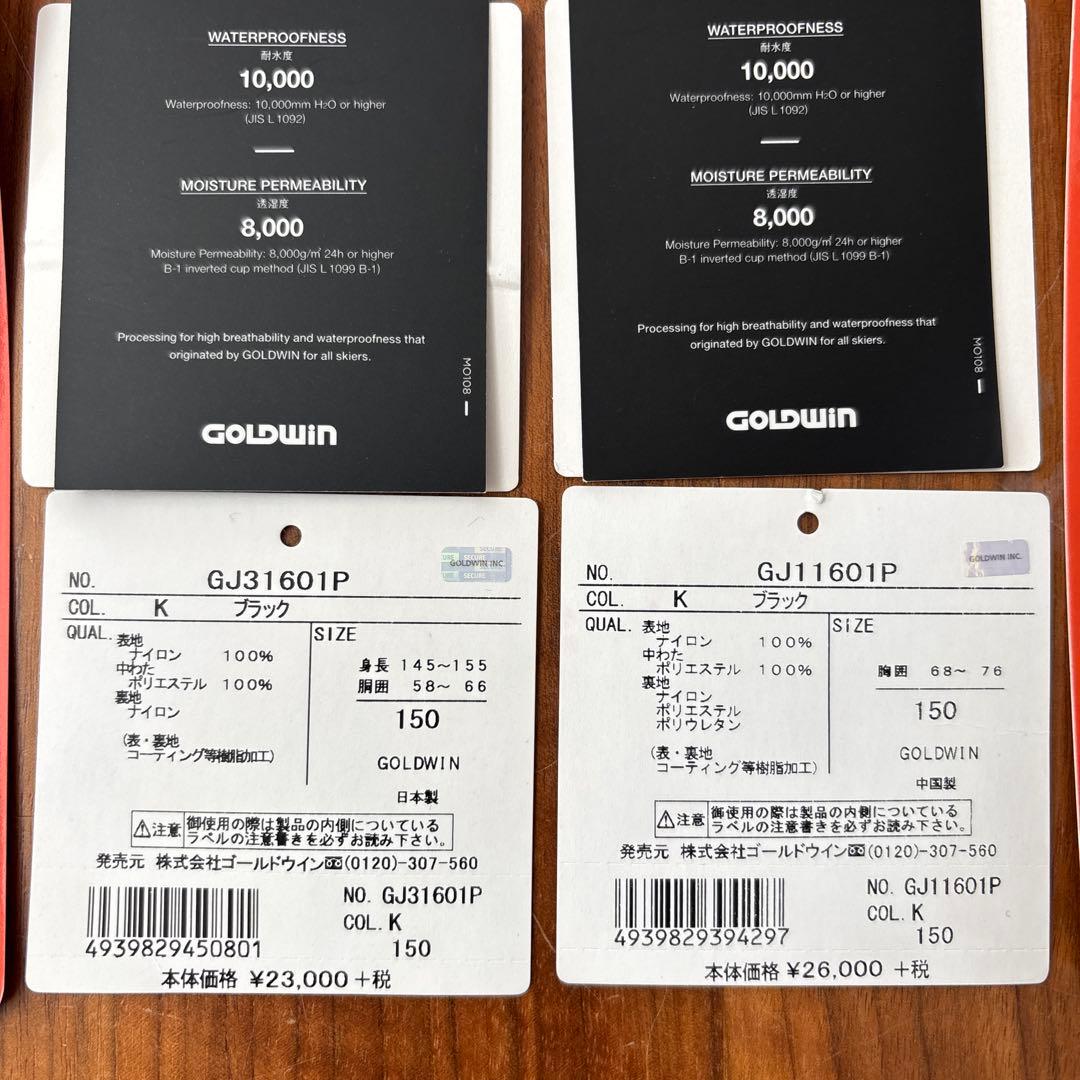 WATERPROOFNESS
耐水度
10,000
Waterproofness: 10,000mm H2O or higher
(JIS L 1092)
MOISTURE PERMEABILITY
透湿度
8,000
Moisture Permeability: 8,000g/㎡ 24h or higher
B-1 inverted cup method (JIS L 1099 B-1)
Processing for high breathability and waterproofness that
originated by GOLDWIN for all skiers.
MO108
GOLDWIN
WATERPROOFNESS
耐水度
10,000
Waterproofness: 10,000mm H2O or higher
(JIS L 1092)
MOISTURE PERMEABILITY
透湿度
8,000
Moisture Permeability: 8,000g/㎡ 24h or higher
B-1 inverted cup method (JIS L 1099 B-1)
Processing for high breathability and waterproofness that
originated by GOLDWIN for all skiers.
MO108
GOLDWIN
SECURE
GOLDWIN INC.
SECURE
NO. GJ31601P
COL. K ブラック
QUAL. 表地
ナイロン 100%
中わた
ポリエステル 100%
裏地
ナイロン
(表・裏地
コーティング等樹脂加工)
SIZE
身長 145～155
胴囲 58～ 66
150
GOLDWIN
日本製
⚠注意 御使用の際は製品の内側についている
ラベルの注意書きを必ずお読み下さい。
発売元 株式会社ゴールドウイン (0120)-307-560
NO. GJ31601P
COL. K
150
4939829450801
本体価格 ¥23,000 +税
GOLDWIN INC.
NO. GJ11601P
COL. K ブラック
QUAL. 表地
ナイロン 100%
中わた
ポリエステル 100%
裏地
ナイロン
ポリエステル
ポリウレタン
(表・裏地
コーティング等樹脂加工)
SIZE
胸囲 68～ 76
150
GOLDWIN
中国製
⚠注意 御使用の際は製品の内側についている
ラベルの注意書きを必ずお読み下さい。
発売元 株式会社ゴールドウイン (0120)-307-560
NO. GJ11601P
COL. K
150
4939829394297
本体価格 ¥26,000 +税